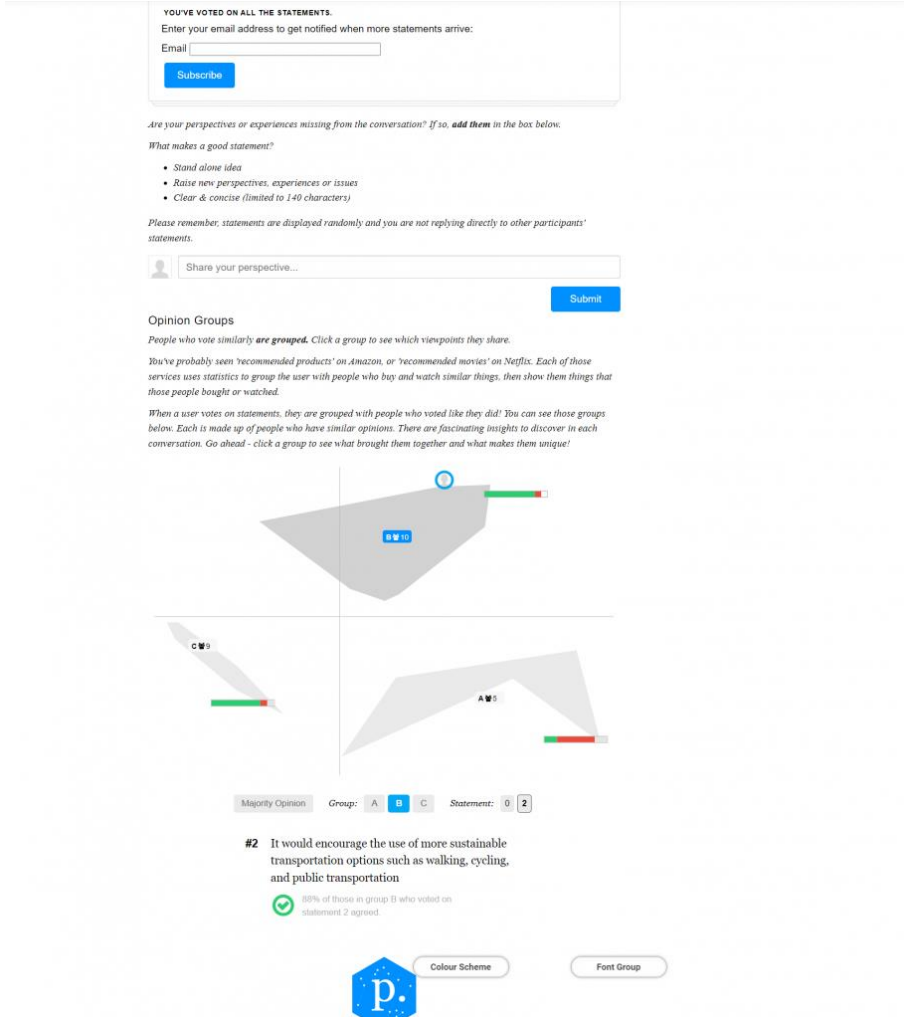 YOU'VE VOTED ON ALL THE STATEMENTS.
Enter your email address to get notified when more statements arrive:
Email
Subscribe
Are your perspectives or experiences missing from the conversation? If so, add them in the box below.
What makes a good statement?
• Stand alone idea
• Raise new perspectives, experiences or issues
• Clear & concise (limited to 140 characters)
Please remember, statements are displayed randomly and you are not replying directly to other participants'
statements.
Share your perspective...
Submit
Opinion Groups
People who vote similarly are grouped. Click a group to see which viewpoints they share.
You've probably seen 'recommended products' on Amazon, or 'recommended movies' on Netflix. Each of those
services uses statistics to group the user with people who buy and watch similar things, then show them things that
those people bought or watched.
When a user votes on statements, they are grouped with people who voted like they did! You can see those groups
below. Each is made up of people who have similar opinions. There are fascinating insights to discover in each
conversation. Go ahead - click a group to see what brought them together and what makes them unique!
B 10
C 9
A 5
Majority Opinion Group: A B C Statement: 0 2
#2 It would encourage the use of more sustainable
transportation options such as walking, cycling,
and public transportation
88% of those in group B who voted on
statement 2 agreed.
Colour Scheme Font Group
p.